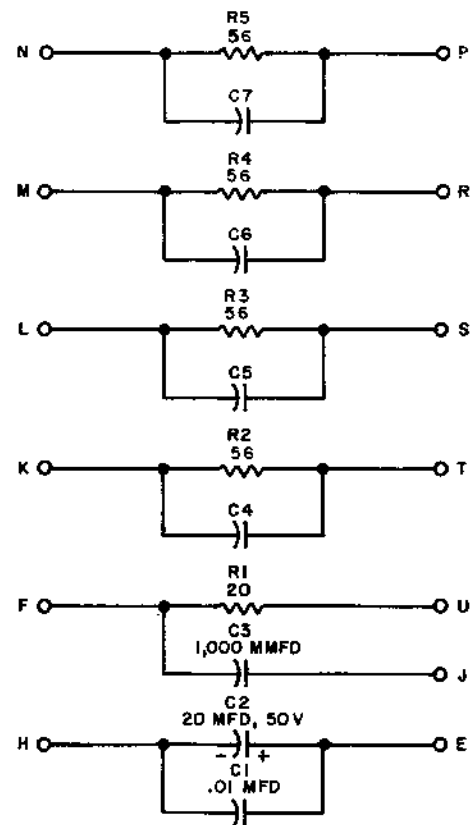 R5
N 56 P
C7
R4
M 56 R
C6
R3
L 56 S
C5
R2
K 56 T
C4
R1
F 20 U
C3
1,000 MMFD
J
C2
20 MFD, 50V
H - + E
C1
.01 MFD